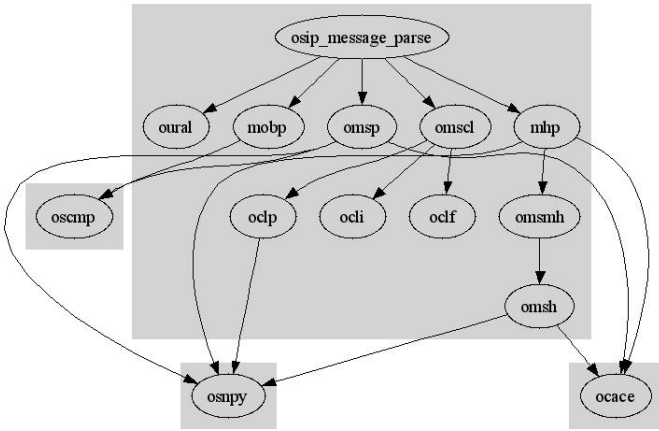 osip_message_parse
oural mobp omsp omscl mhp
oscmp oclp ocli oclf omsmh
omsh
osnpy ocace